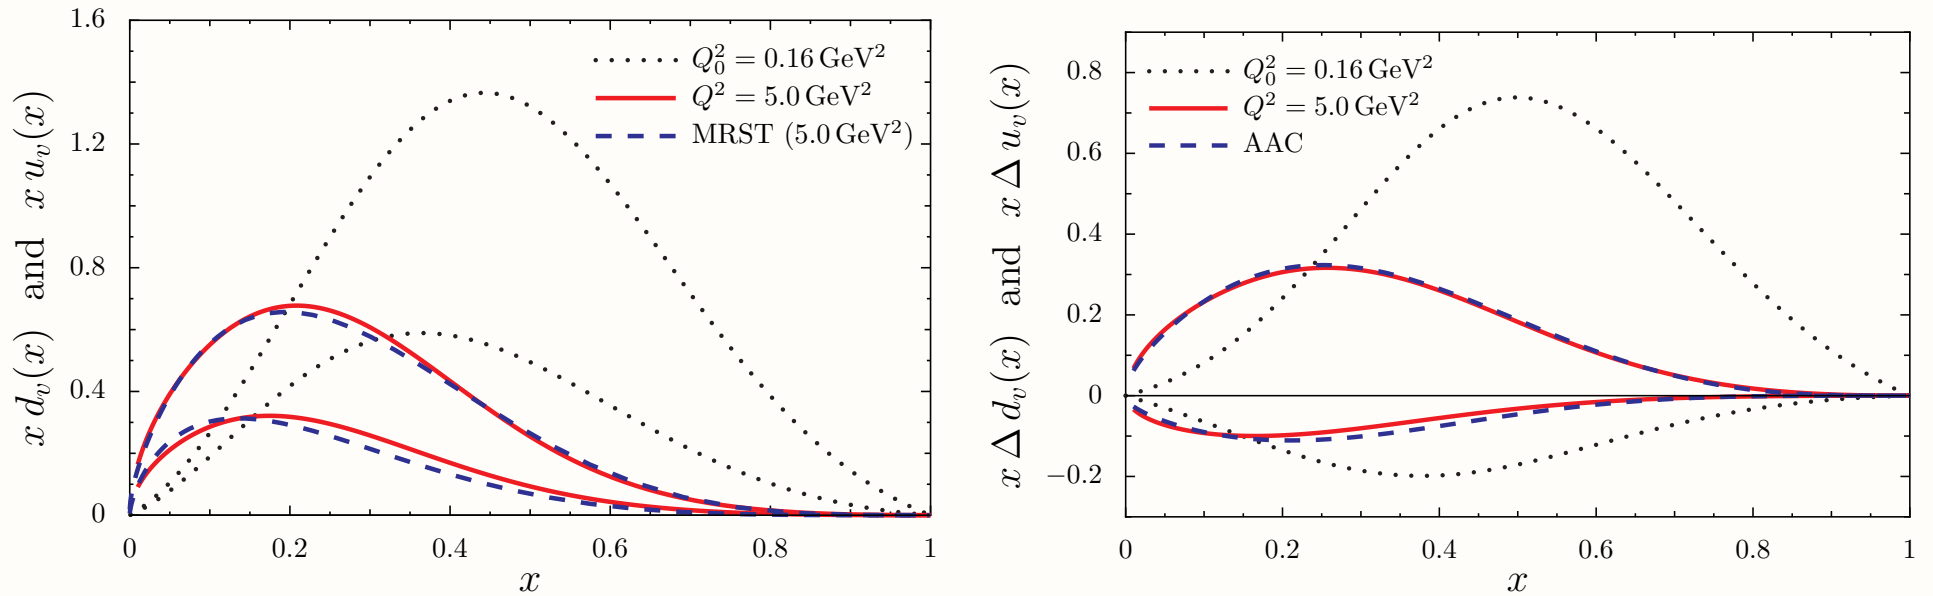 x d_v(x) and x u_v(x)
1.6
1.2
0.8
0.4
0
Q_0^2 = 0.16 GeV^2
Q^2 = 5.0 GeV^2
MRST (5.0 GeV^2)
0 0.2 0.4 0.6 0.8 1
x
x Δ d_v(x) and x Δ u_v(x)
0.8
0.6
0.4
0.2
0
−0.2
Q_0^2 = 0.16 GeV^2
Q^2 = 5.0 GeV^2
AAC
0 0.2 0.4 0.6 0.8 1
x